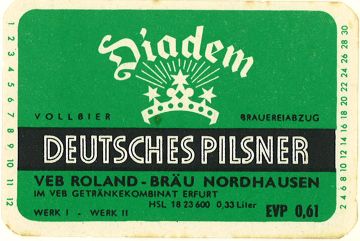 Diadem
VOLLBIER BRAUEREIABZUG
DEUTSCHES PILSNER
VEB ROLAND-BRÄU NORDHAUSEN
IM VEB GETRÄNKEKOMBINAT ERFURT
HSL 18 23 600 0,33 Liter
WERK I - WERK II EVP 0,61
1 2 3 4 5 6 7 8 9 10 11 12
2 4 6 8 10 12 14 16 18 20 22 24 26 28 30